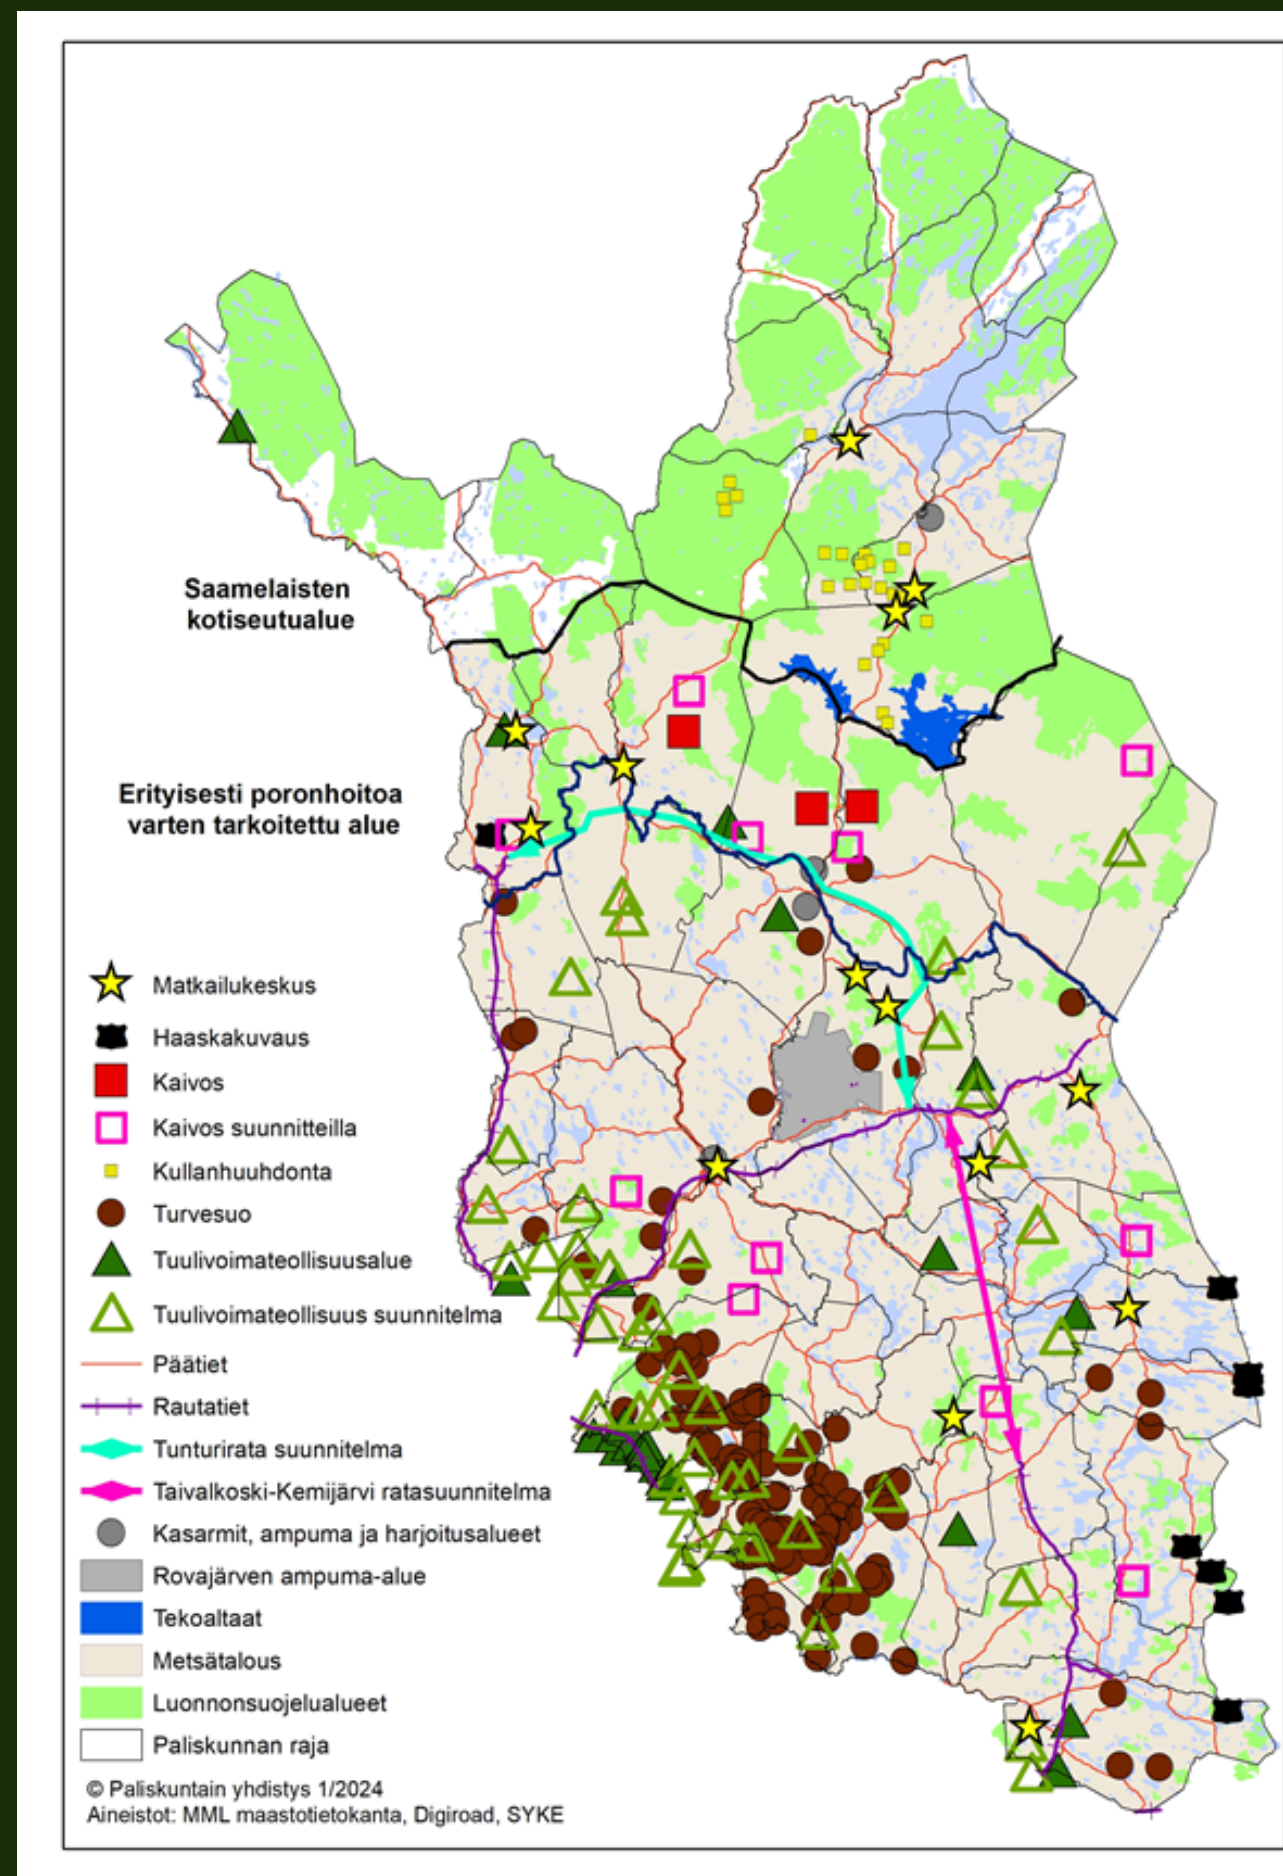 Saamelaisten
kotiseutualue
Erityisesti poronhoitoa
varten tarkoitettu alue
Matkailukeskus
Haaskakuvaus
Kaivos
Kaivos suunnitteilla
Kullanhuuhdonta
Turvesuo
Tuulivoimateollisuusalue
Tuulivoimateollisuus suunnitelma
Päätiet
Rautatiet
Tunturirata suunnitelma
Taivalkoski-Kemijärvi ratasuunnitelma
Kasarmit, ampuma ja harjoitusalueet
Rovajärven ampuma-alue
Tekoaltaat
Metsätalous
Luonnonsuojelualueet
Paliskunnan raja
© Paliskuntain yhdistys 1/2024
Aineistot: MML maastotietokanta, Digiroad, SYKE